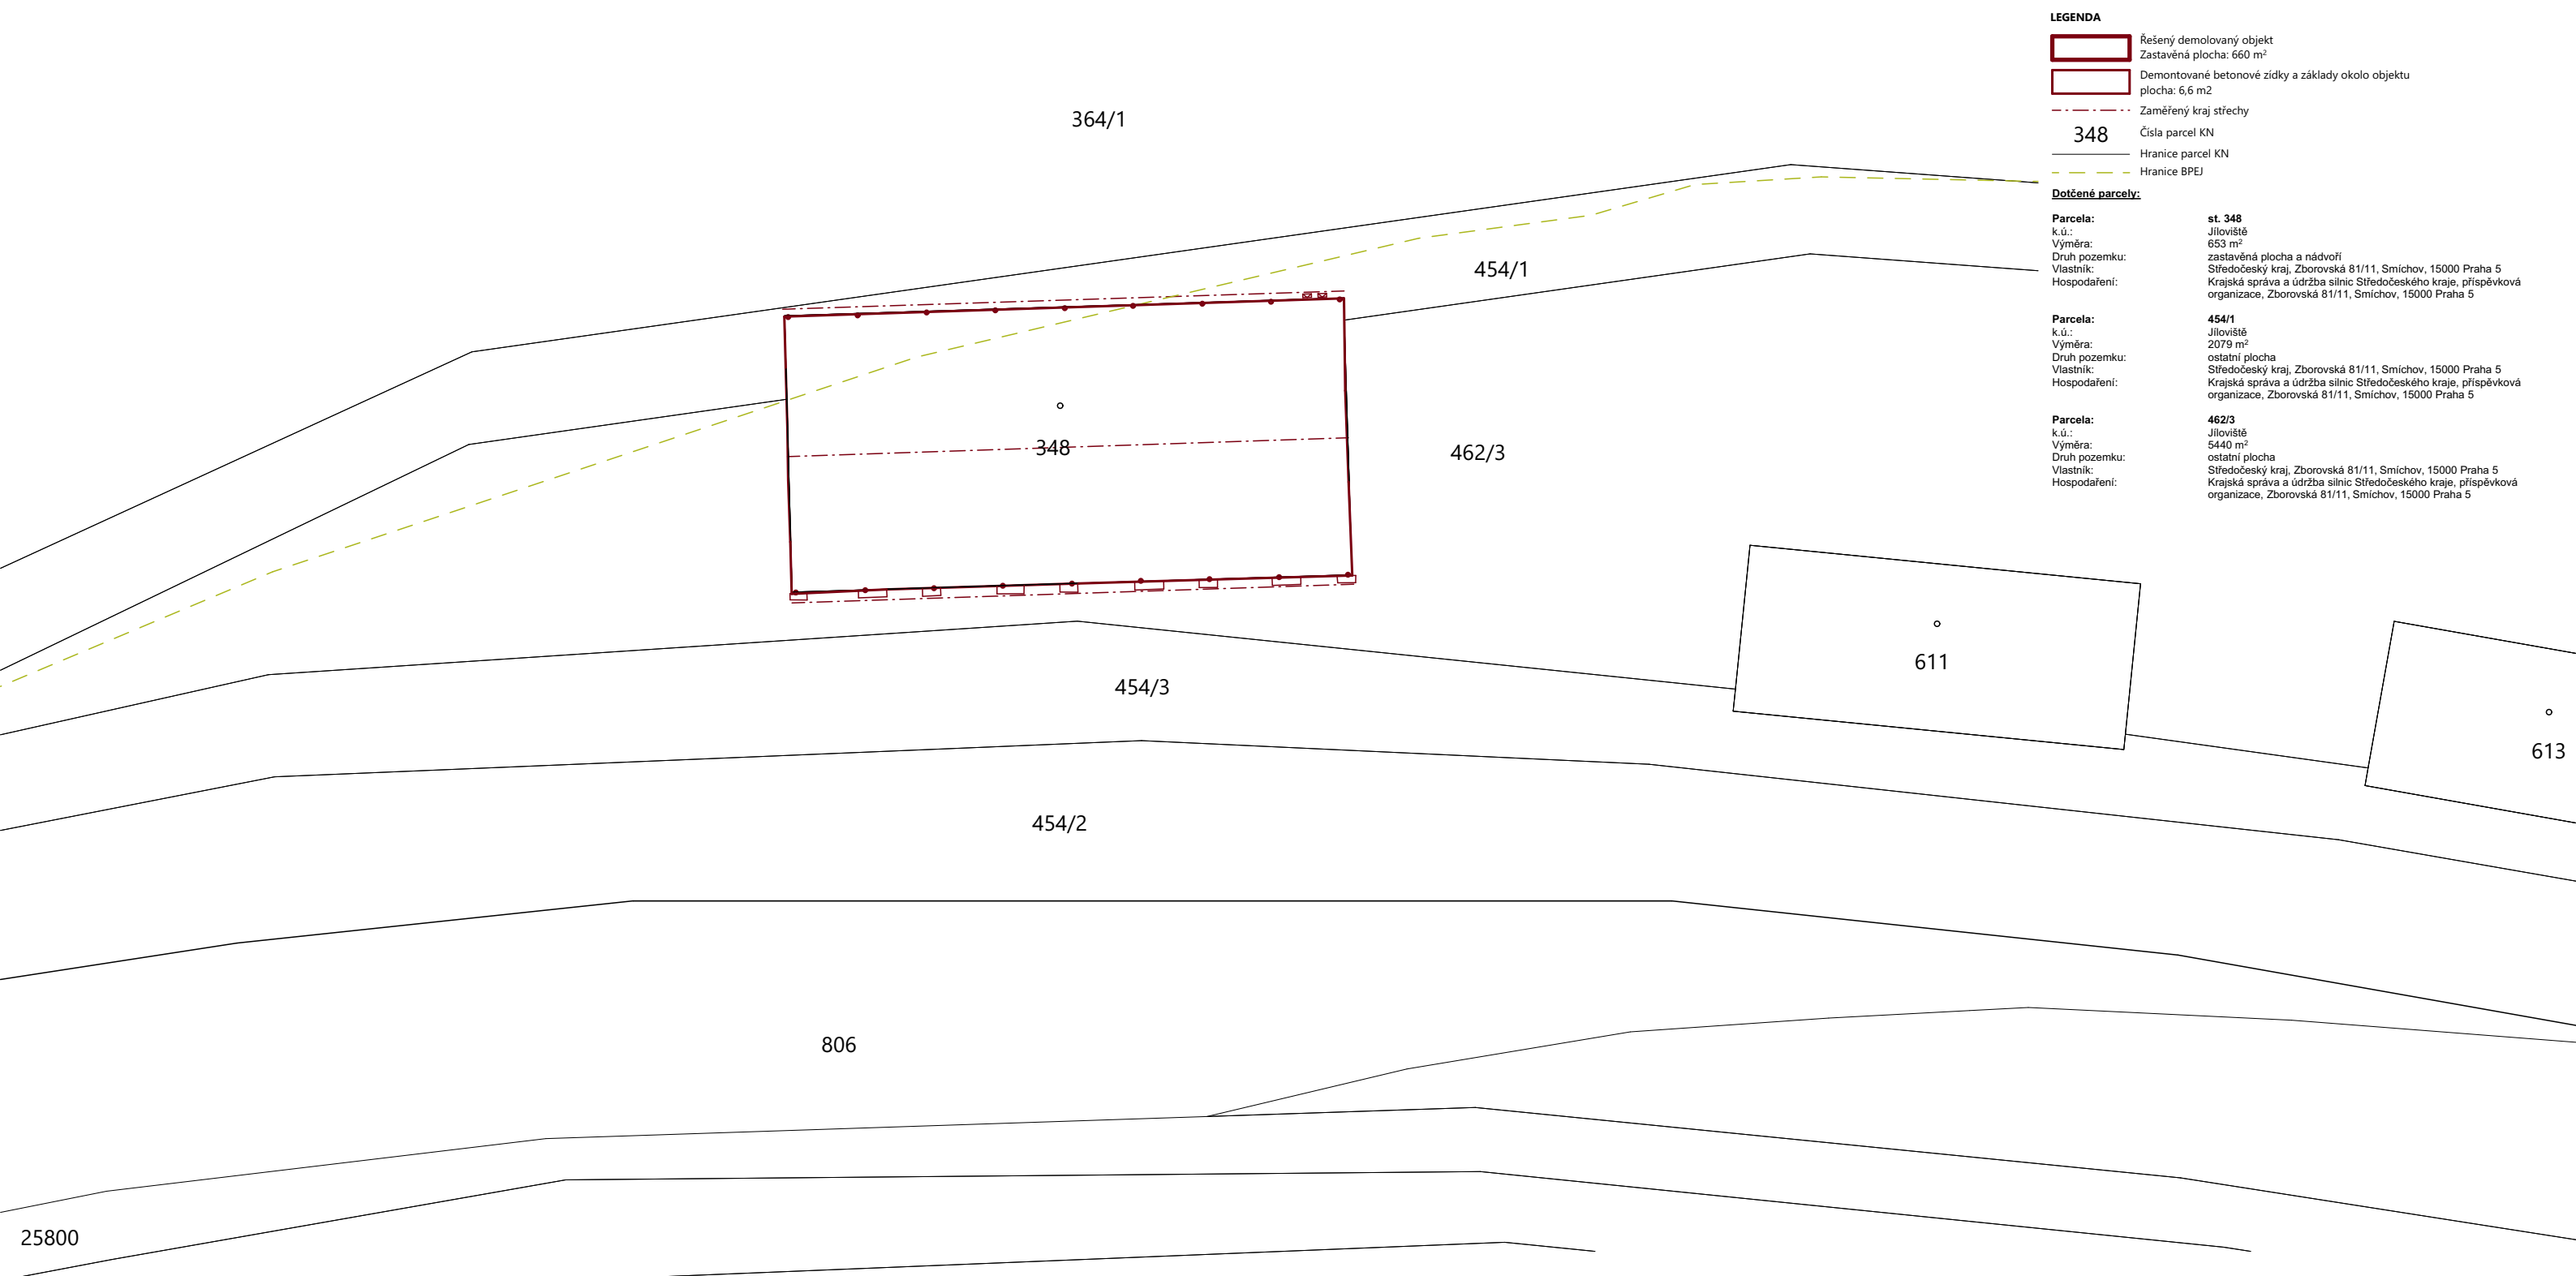 LEGENDA
Řešený demolovaný objekt
Zastavěná plocha: 660 m²
Demontované betonové zídky a základy okolo objektu
plocha: 6,6 m2
Zaměřený kraj střechy
348 Čísla parcel KN
Hranice parcel KN
Hranice BPEJ
Dotčené parcely:
Parcela: st. 348
k.ú.: Jíloviště
Výměra: 653 m²
Druh pozemku: zastavěná plocha a nádvoří
Vlastník: Středočeský kraj, Zborovská 81/11, Smíchov, 15000 Praha 5
Hospodaření: Krajská správa a údržba silnic Středočeského kraje, příspěvková
organizace, Zborovská 81/11, Smíchov, 15000 Praha 5
Parcela: 454/1
k.ú.: Jíloviště
Výměra: 2079 m²
Druh pozemku: ostatní plocha
Vlastník: Středočeský kraj, Zborovská 81/11, Smíchov, 15000 Praha 5
Hospodaření: Krajská správa a údržba silnic Středočeského kraje, příspěvková
organizace, Zborovská 81/11, Smíchov, 15000 Praha 5
Parcela: 462/3
k.ú.: Jíloviště
Výměra: 5440 m²
Druh pozemku: ostatní plocha
Vlastník: Středočeský kraj, Zborovská 81/11, Smíchov, 15000 Praha 5
Hospodaření: Krajská správa a údržba silnic Středočeského kraje, příspěvková
organizace, Zborovská 81/11, Smíchov, 15000 Praha 5
364/1
454/1
348
462/3
611
454/3
613
454/2
806
25800